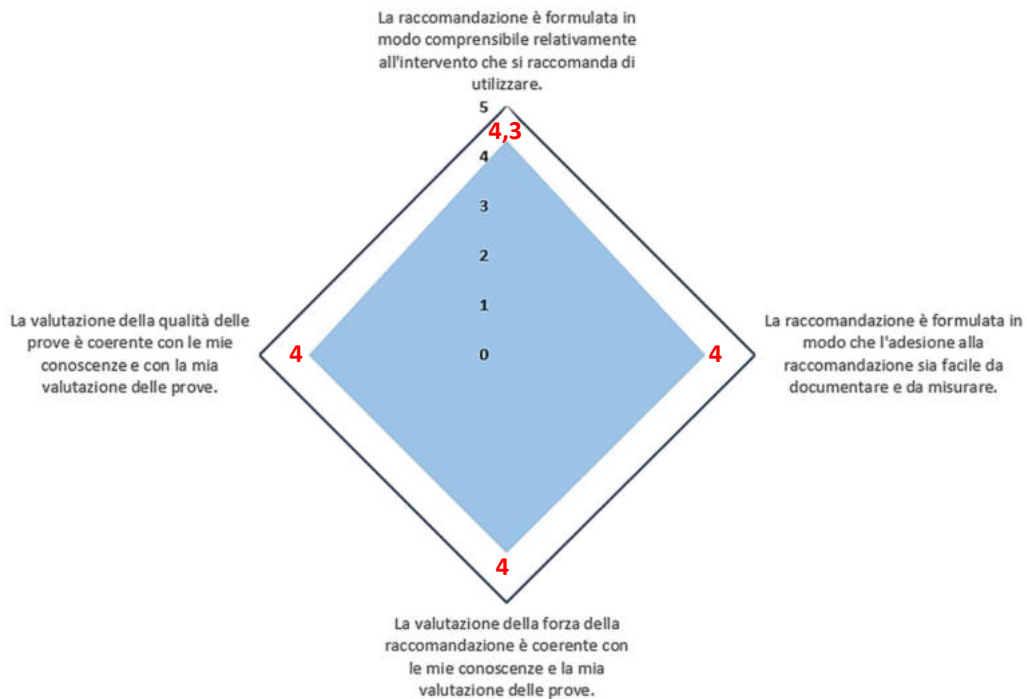 La raccomandazione è formulata in
modo comprensibile relativamente
all'intervento che si raccomanda di
utilizzare.
5
4,3
4
3
2
1
0
La valutazione della qualità delle
prove è coerente con le mie
conoscenze e con la mia
valutazione delle prove.
4
4
La raccomandazione è formulata in
modo che l'adesione alla
raccomandazione sia facile da
documentare e da misurare.
4
La valutazione della forza della
raccomandazione è coerente con
le mie conoscenze e la mia
valutazione delle prove.